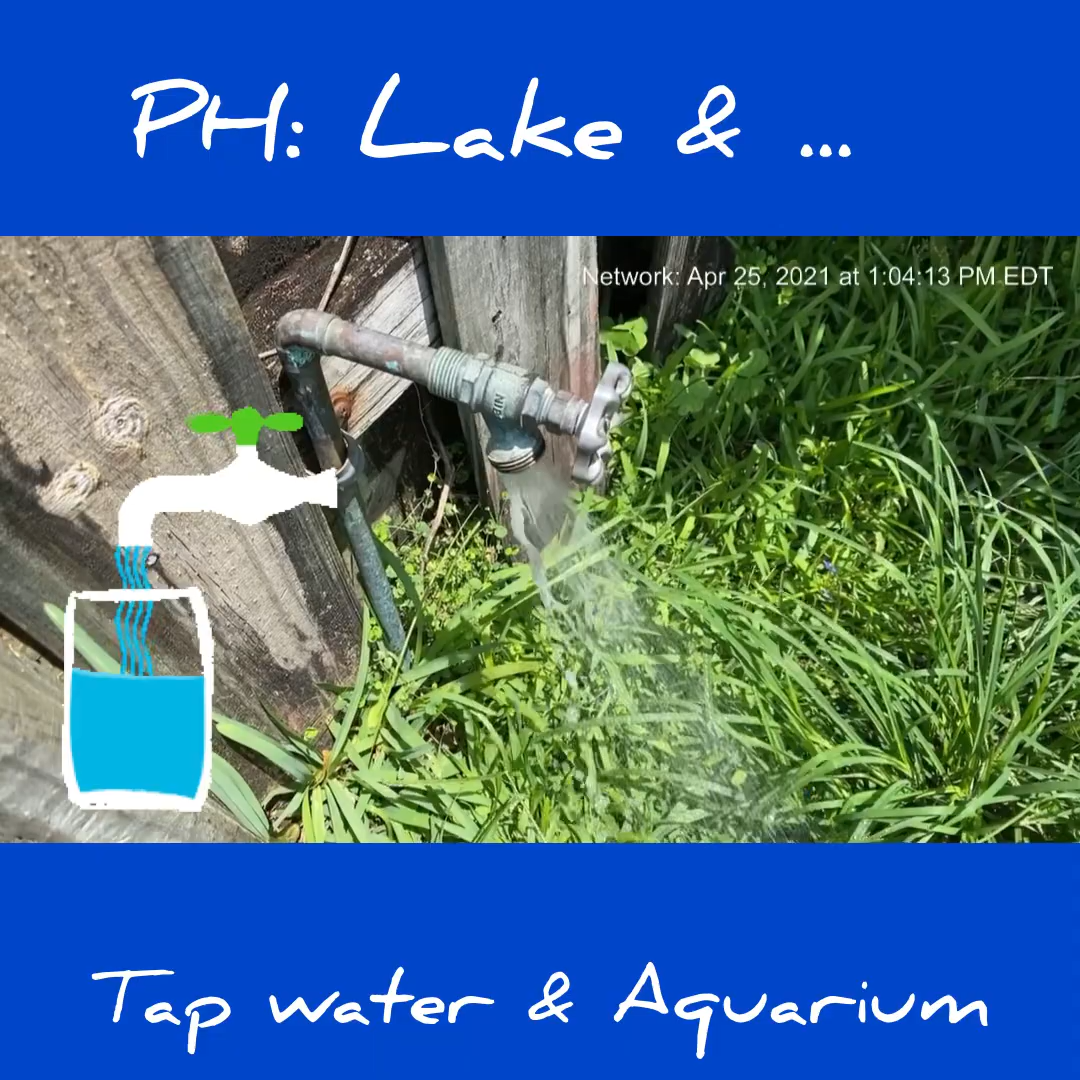 PH: Lake & ...
Network: Apr 25, 2021 at 1:04:13 PM EDT
Tap water & Aquarium